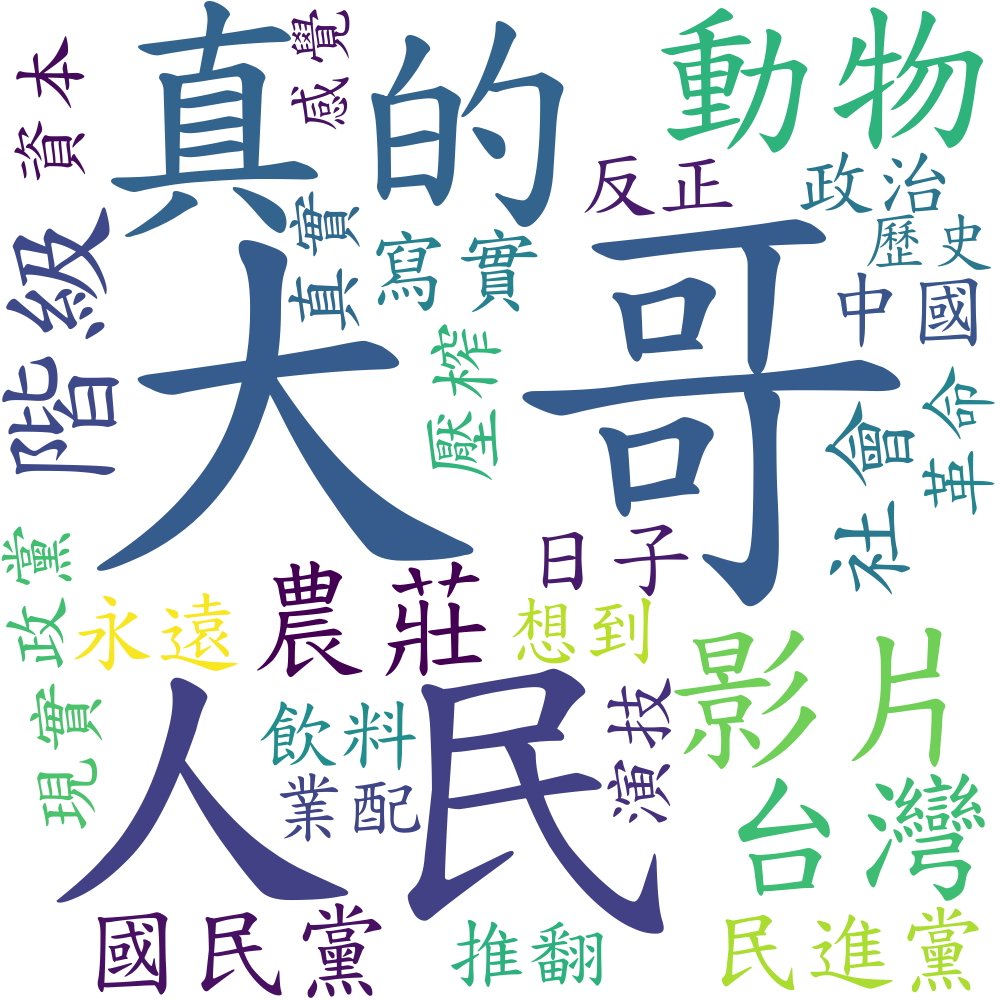 真的
感覺
資本
動物
反正
政治
歷史
中國
真實
寫實
階級
大哥
壓榨
社會
革命
日子
政黨
永遠
農莊
想到
影片
人民
飲料
業配
演技
現實
台灣
國民黨
推翻
民進黨